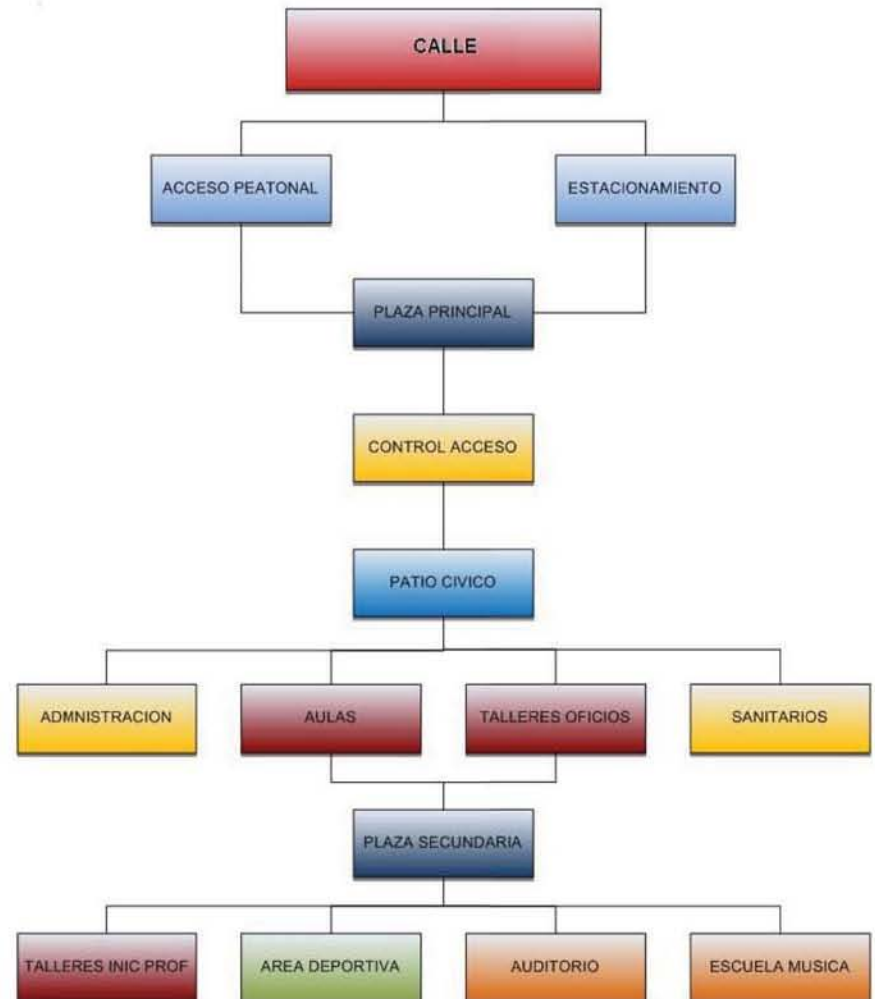 CALLE
ACCESO PEATONAL
ESTACIONAMIENTO
PLAZA PRINCIPAL
CONTROL ACCESO
PATIO CIVICO
ADMNISTRACION
AULAS
TALLERES OFICIOS
SANITARIOS
PLAZA SECUNDARIA
TALLERES INIC PROF
AREA DEPORTIVA
AUDITORIO
ESCUELA MUSICA